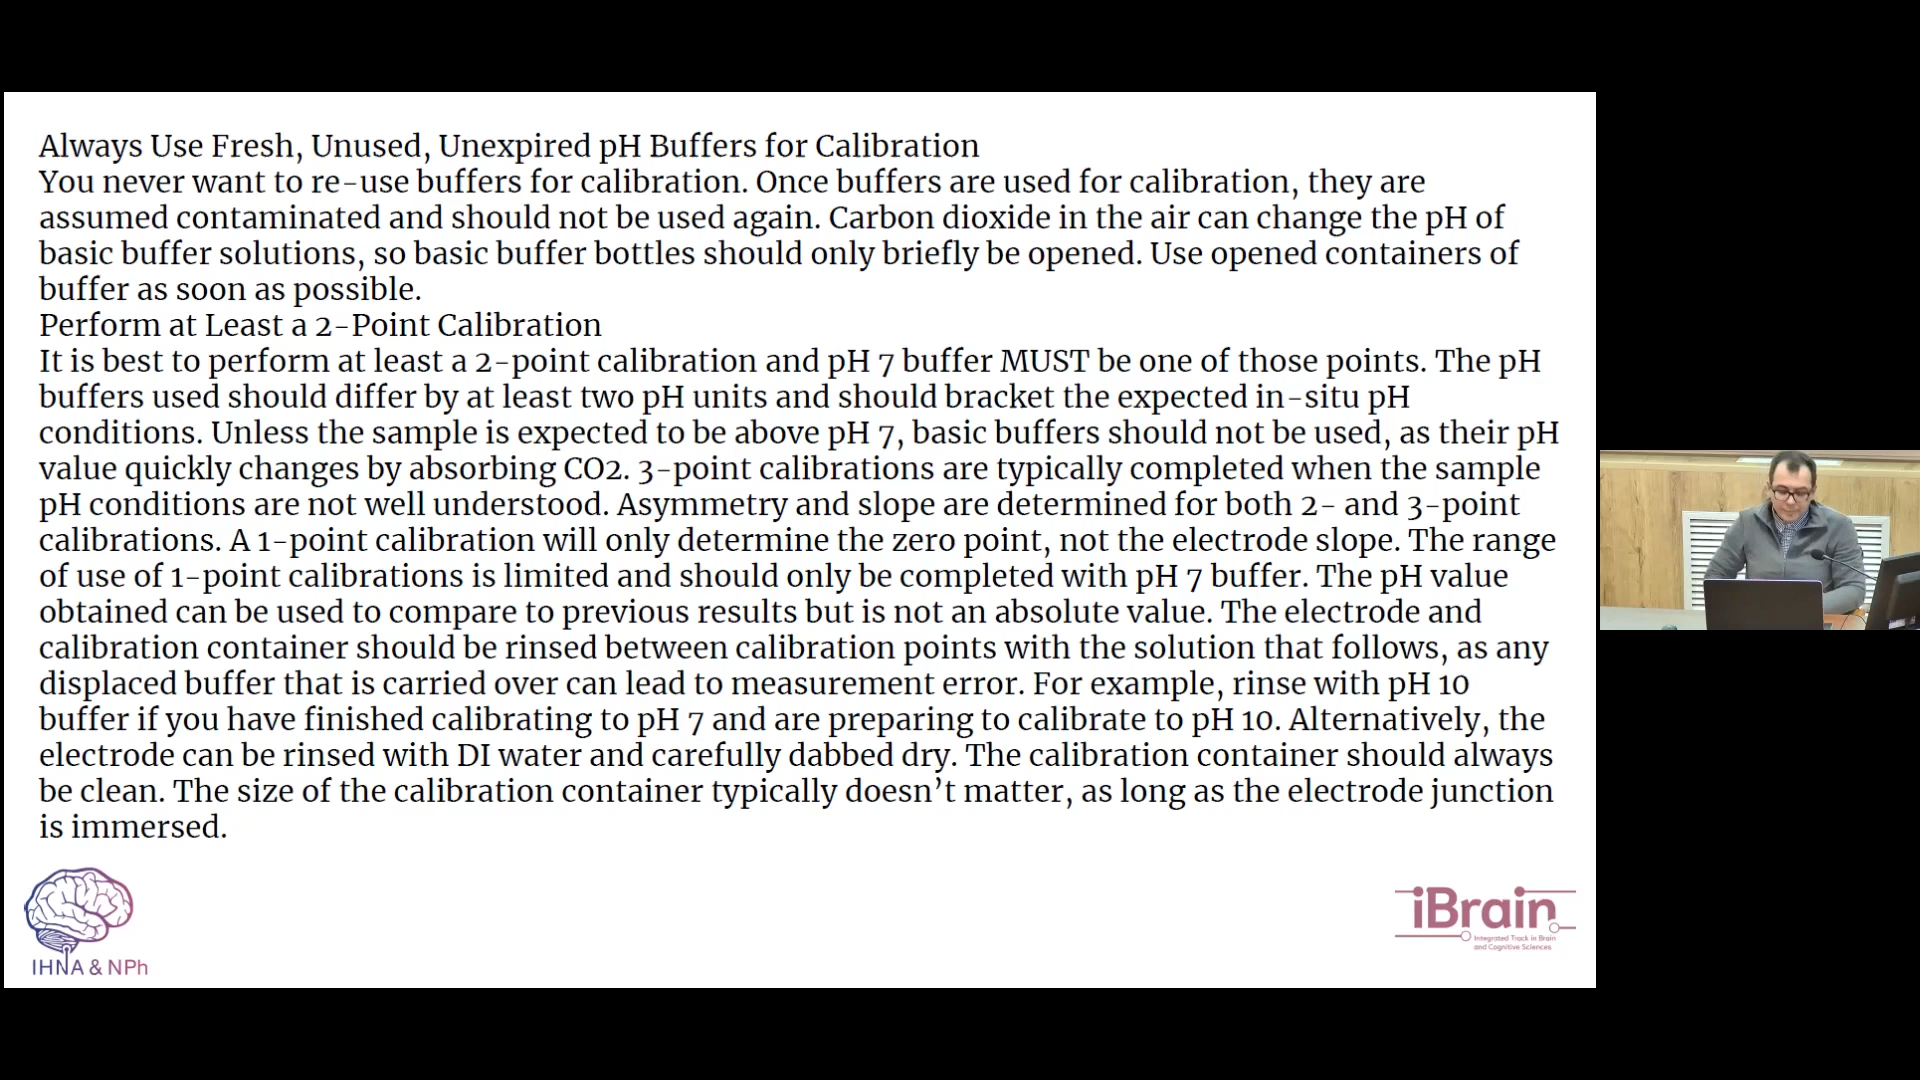 Always Use Fresh, Unused, Unexpired pH Buffers for Calibration
You never want to re-use buffers for calibration. Once buffers are used for calibration, they are
assumed contaminated and should not be used again. Carbon dioxide in the air can change the pH of
basic buffer solutions, so basic buffer bottles should only briefly be opened. Use opened containers of
buffer as soon as possible.
Perform at Least a 2-Point Calibration
It is best to perform at least a 2-point calibration and pH 7 buffer MUST be one of those points. The pH
buffers used should differ by at least two pH units and should bracket the expected in-situ pH
conditions. Unless the sample is expected to be above pH 7, basic buffers should not be used, as their pH
value quickly changes by absorbing CO2. 3-point calibrations are typically completed when the sample
pH conditions are not well understood. Asymmetry and slope are determined for both 2- and 3-point
calibrations. A 1-point calibration will only determine the zero point, not the electrode slope. The range
of use of 1-point calibrations is limited and should only be completed with pH 7 buffer. The pH value
obtained can be used to compare to previous results but is not an absolute value. The electrode and
calibration container should be rinsed between calibration points with the solution that follows, as any
displaced buffer that is carried over can lead to measurement error. For example, rinse with pH 10
buffer if you have finished calibrating to pH 7 and are preparing to calibrate to pH 10. Alternatively, the
electrode can be rinsed with DI water and carefully dabbed dry. The calibration container should always
be clean. The size of the calibration container typically doesn’t matter, as long as the electrode junction
is immersed.
IHNA & NPh
iBrain
Integrated Track in Brain
and Cognitive Sciences